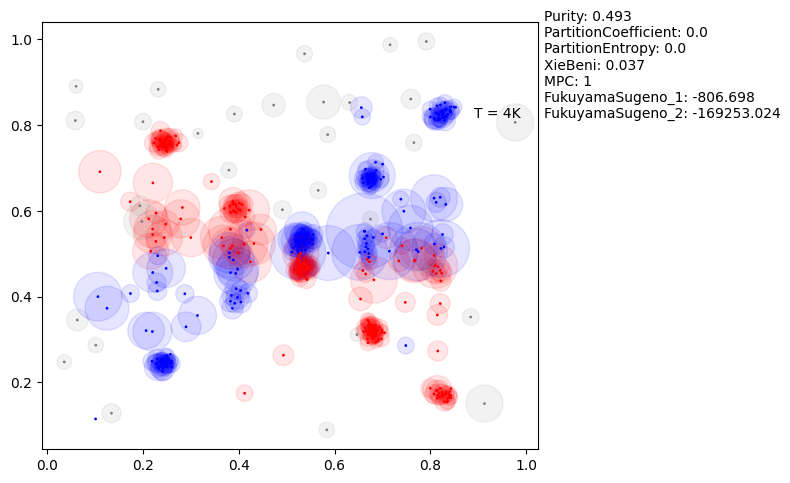 Purity: 0.493
PartitionCoefficient: 0.0
PartitionEntropy: 0.0
XieBeni: 0.037
MPC: 1
FukuyamaSugeno_1: -806.698
FukuyamaSugeno_2: -169253.024
T = 4K
1.0
0.8
0.6
0.4
0.2
0.0 0.2 0.4 0.6 0.8 1.0